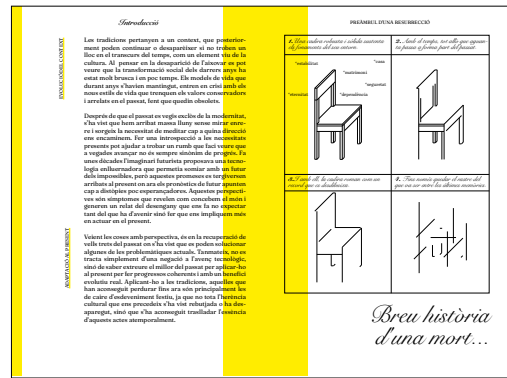 Introducció
EVOLUCIÓ DEL CONTEXT
Les tradicions pertanyen a un context, que posterior-
ment poden continuar o desaparèixer si no troben un
lloc en el transcurs del temps, com un element viu de la
cultura. Al pensar en la desaparició de l'aixovar es pot
veure que la transformació social dels darrers anys ha
estat molt brusca i en poc temps. Els models de vida que
durant anys s'havien mantingut, entren en crisi amb els
nous estils de vida que trenquen els valors conservadors
i arrelats en el passat, fent que quedin obsolets.
Després de que el passat es vegis exclòs de la modernitat,
s'ha vist que hem arribat massa lluny sense mirar enre-
re i sorgeix la necessitat de meditar cap a quina direcció
ens encaminem. Fer una introspecció a les necessitats
presents pot ajudar a trobar un rumb que faci veure que
a vegades avançar no és sempre sinònim de progrés. Fa
unes dècades l'imaginari futurista proposava una tecno-
logia enlluernadora que permetia somiar amb un futur
dels impossibles, però aquestes promeses es tergiversen
arribats al present on ara els pronòstics de futur apunten
cap a distòpies poc esperançadores. Aquestes perspecti-
ves són símptomes que revelen com concebem el món i
generen un relat del desengany que ens fa no expectar
tant del que ha d'avenir sinó fer que ens impliquem més
en actuar en el present.
ADAPTACIÓ AL PRESENT
Veient les coses amb perspectiva, és en la recuperació de
vells trets del passat on s'ha vist que es poden solucionar
algunes de les problemàtiques actuals. Tanmateix, no es
tracta simplement d'una negació a l'avenç tecnològic,
sinó de saber extreure el millor del passat per aplicar-ho
al present per fer progressos coherents i amb un benefici
evolutiu real. Aplicant-ho a les tradicions, aquelles que
han aconseguit perdurar fins ara són principalment les
de caire d'esdeveniment festiu, ja que no tota l'herència
cultural que ens precedeix s'ha vist rebutjada o ha des-
aparegut, sinó que s'ha aconseguit traslladar l'essència
d'aquests actes atemporalment.
PREÀMBUL D'UNA RESURRECCIÓ
1. Una cadira robusta i sòlida sustenta
els fonaments del seu entorn.
*estabilitat
*casa
*matrimoni
*seguretat
*dependència
2. Amb el temps, tot allò que aguan-
ta passa a formar part del passat.
3. I amb ell, la cadira roman com un
record que es desdibuixa.
4. Fins només quedar el rastre del
que va ser entre les últimes memòries.
Breu història
d'una mort...